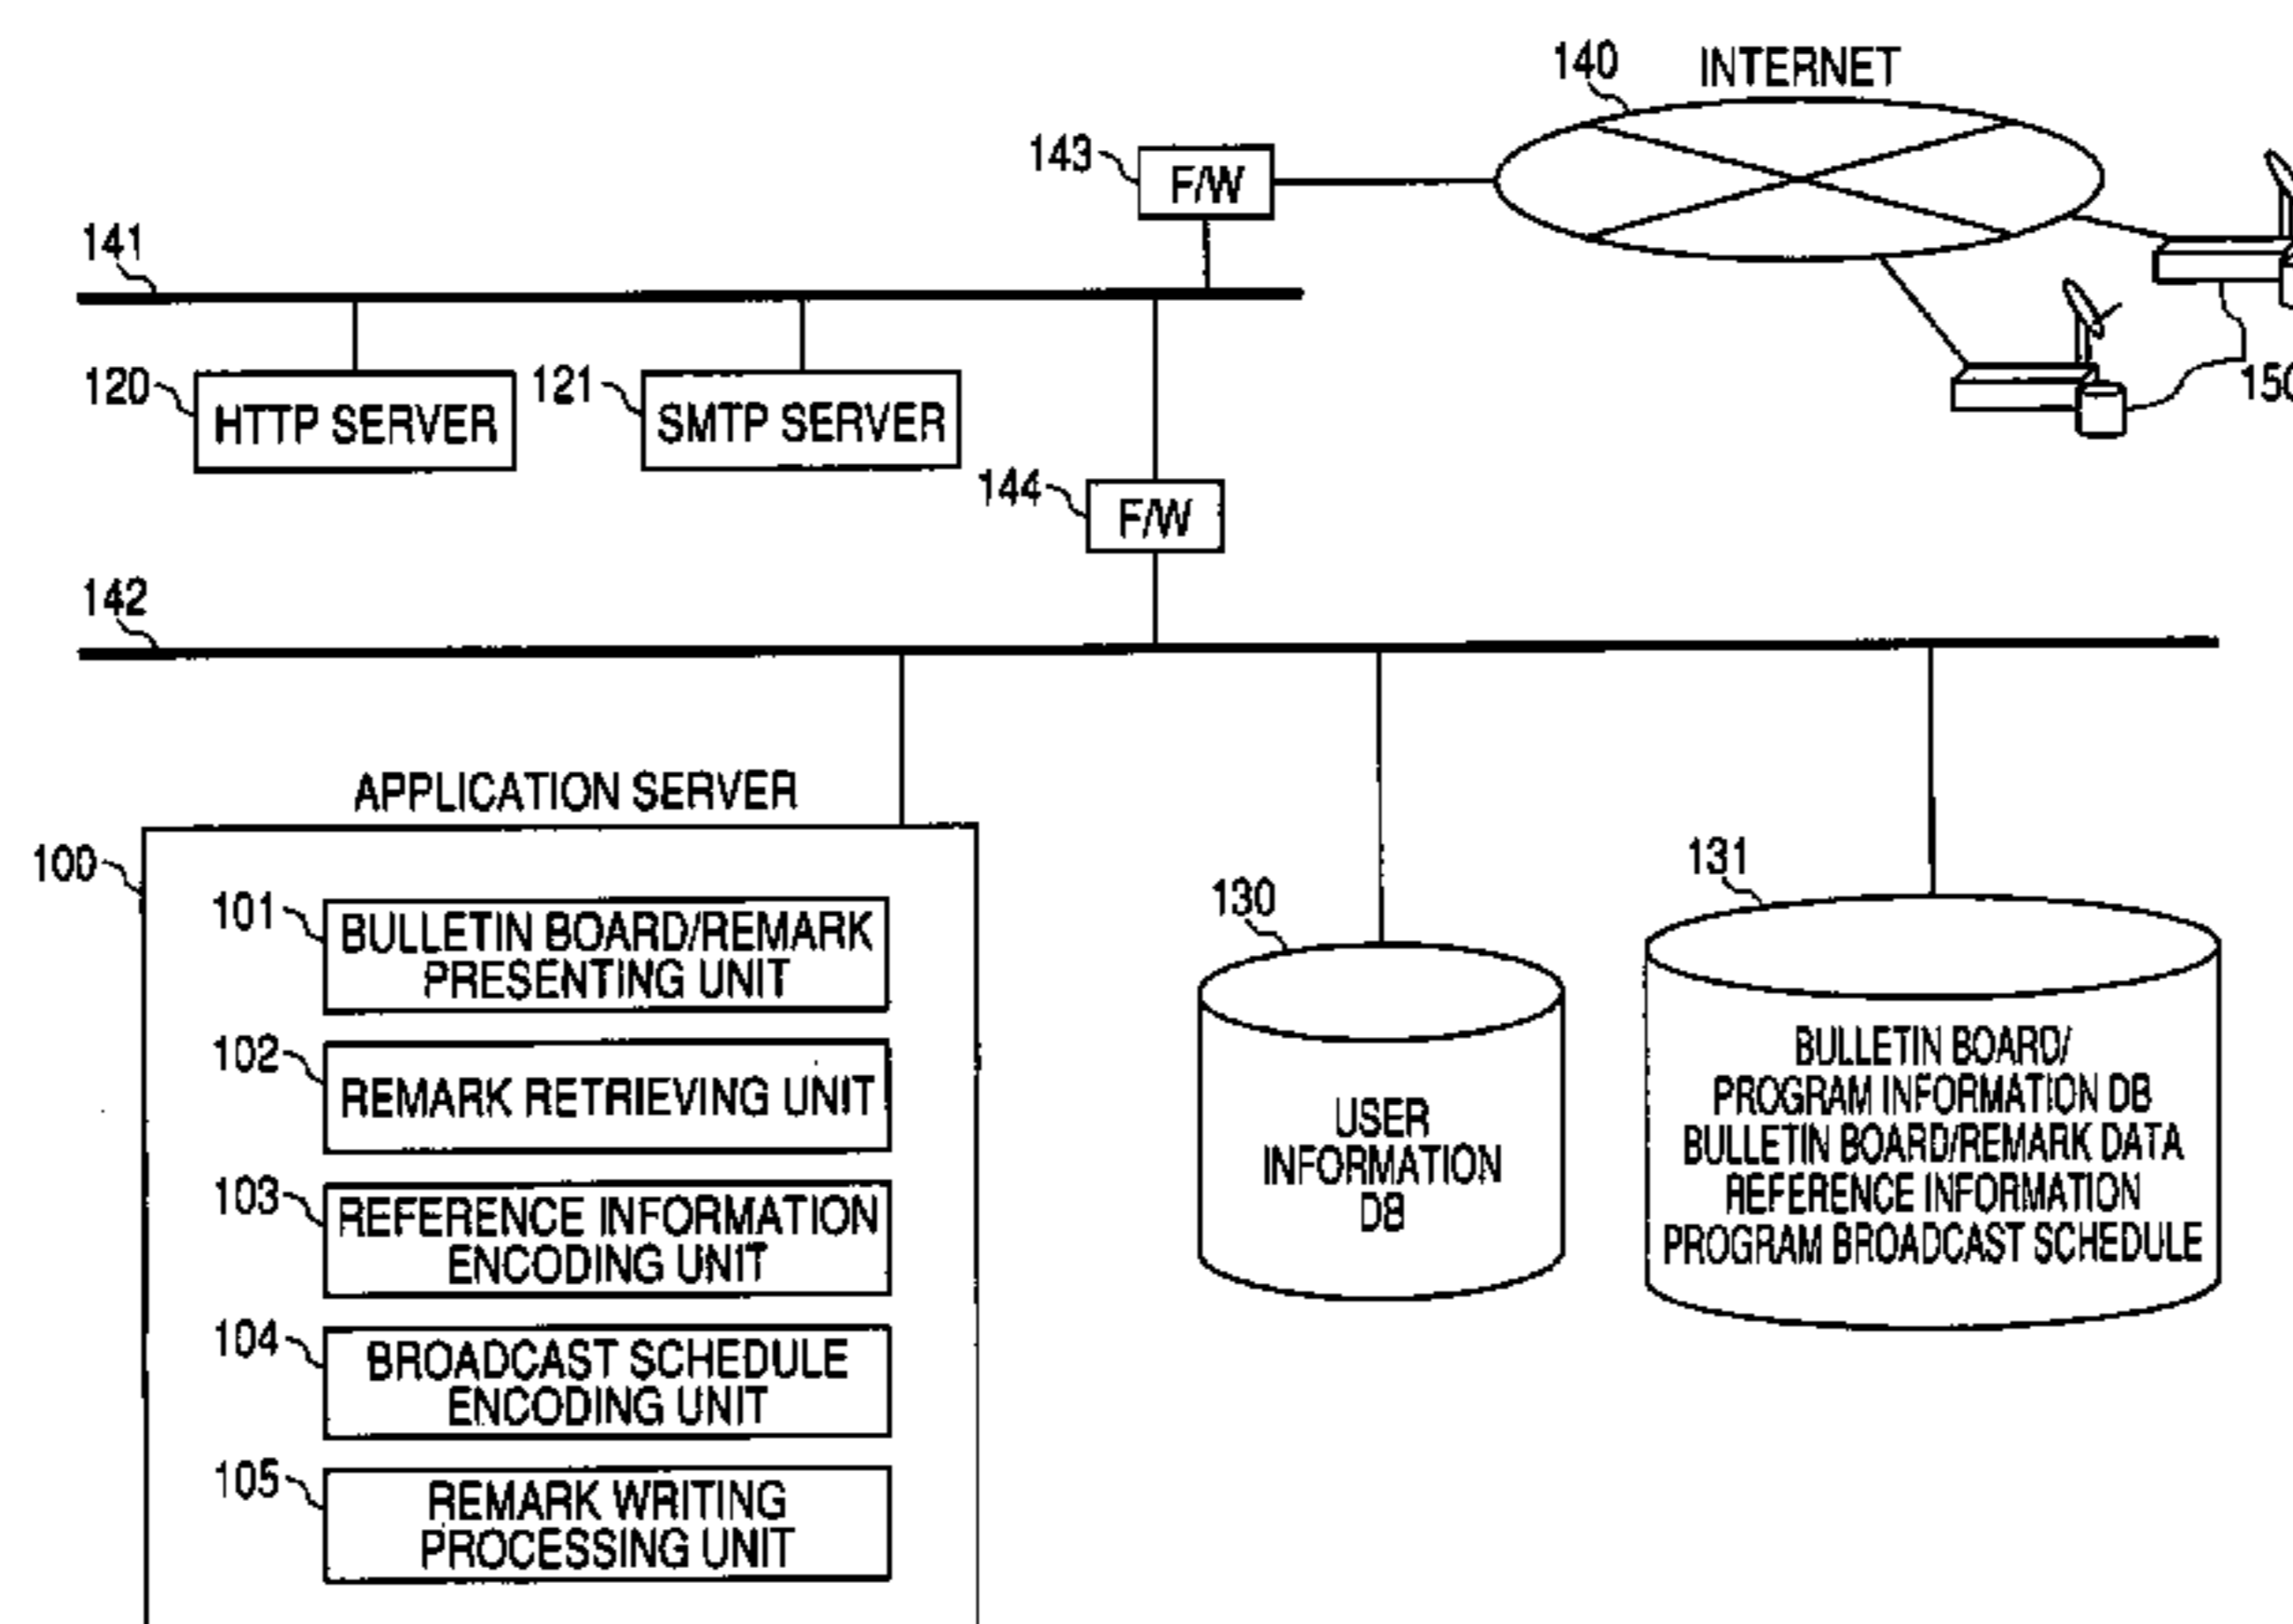 140 INTERNET
143
F/W
141
120
HTTP SERVER
121
SMTP SERVER
144
F/W
142
APPLICATION SERVER
100
101
BULLETIN BOARD/REMARK
PRESENTING UNIT
102
REMARK RETRIEVING UNIT
103
REFERENCE INFORMATION
ENCODING UNIT
104
BROADCAST SCHEDULE
ENCODING UNIT
105
REMARK WRITING
PROCESSING UNIT
130
USER
INFORMATION
DB
131
BULLETIN BOARD/
PROGRAM INFORMATION DB
BULLETIN BOARD/REMARK DATA
REFERENCE INFORMATION
PROGRAM BROADCAST SCHEDULE